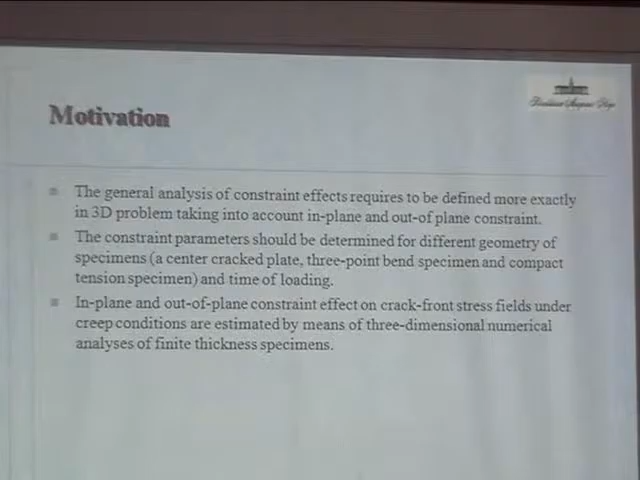 Motivation
The general analysis of constraint effects requires to be defined more exactly
in 3D problem taking into account in-plane and out-of plane constraint.
The constraint parameters should be determined for different geometry of
specimens (a center cracked plate, three-point bend specimen and compact
tension specimen) and time of loading.
In-plane and out-of-plane constraint effect on crack-front stress fields under
creep conditions are estimated by means of three-dimensional numerical
analyses of finite thickness specimens.